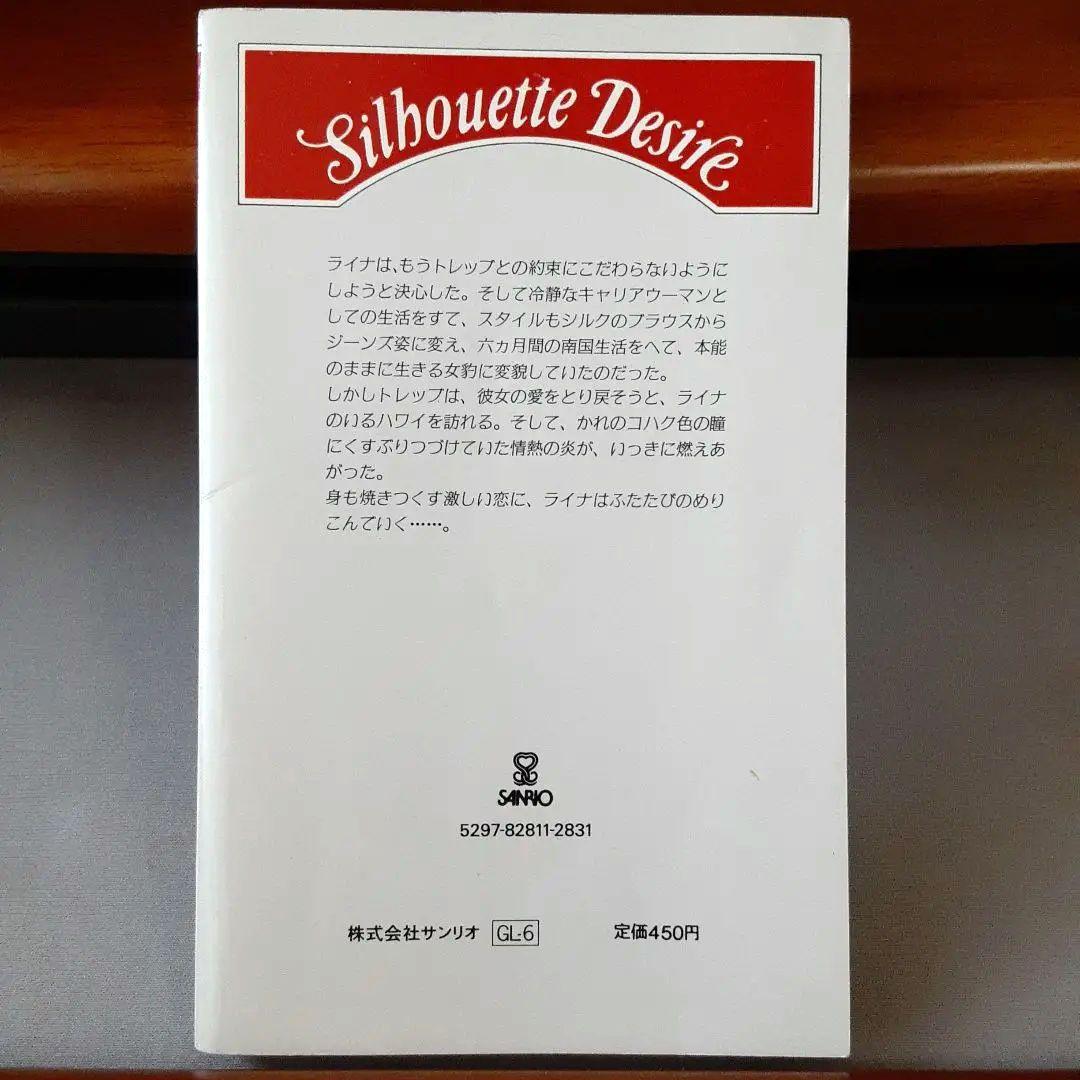 Silhouette Desire
ライナは、もうトレップとの約束にこだわらないように
しようと決心した。そして冷静なキャリアウーマンと
しての生活をすて、スタイルもシルクのブラウスから
ジーンズ姿に変え、六ヵ月間の南国生活をへて、本能
のままに生きる女豹に変貌していたのだった。
しかしトレップは、彼女の愛をとり戻そうと、ライナ
のいるハワイを訪れる。そして、かれのコハク色の瞳
にくすぶりつづけていた情熱の炎が、いっきに燃えあ
がった。
身も焼きつくす激しい恋に、ライナはふたたびのめり
こんでいく……。
SANRIO
5297-82811-2831
株式会社サンリオ GL-6 定価450円